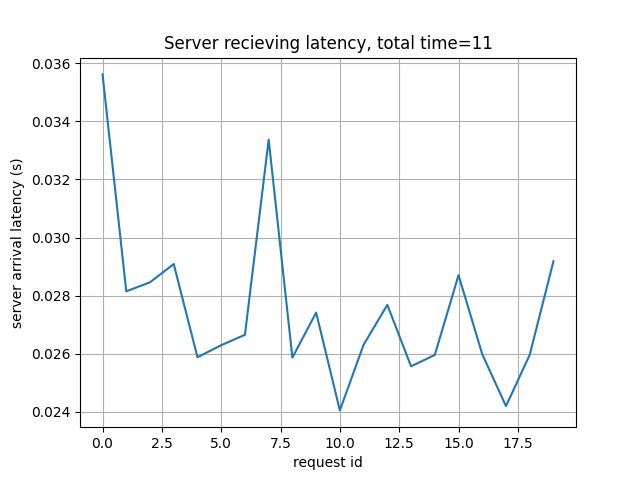 Server recieving latency, total time=11
0.036
0.034
0.032
0.030
0.028
0.026
0.024
server arrival latency (s)
0.0 2.5 5.0 7.5 10.0 12.5 15.0 17.5
request id